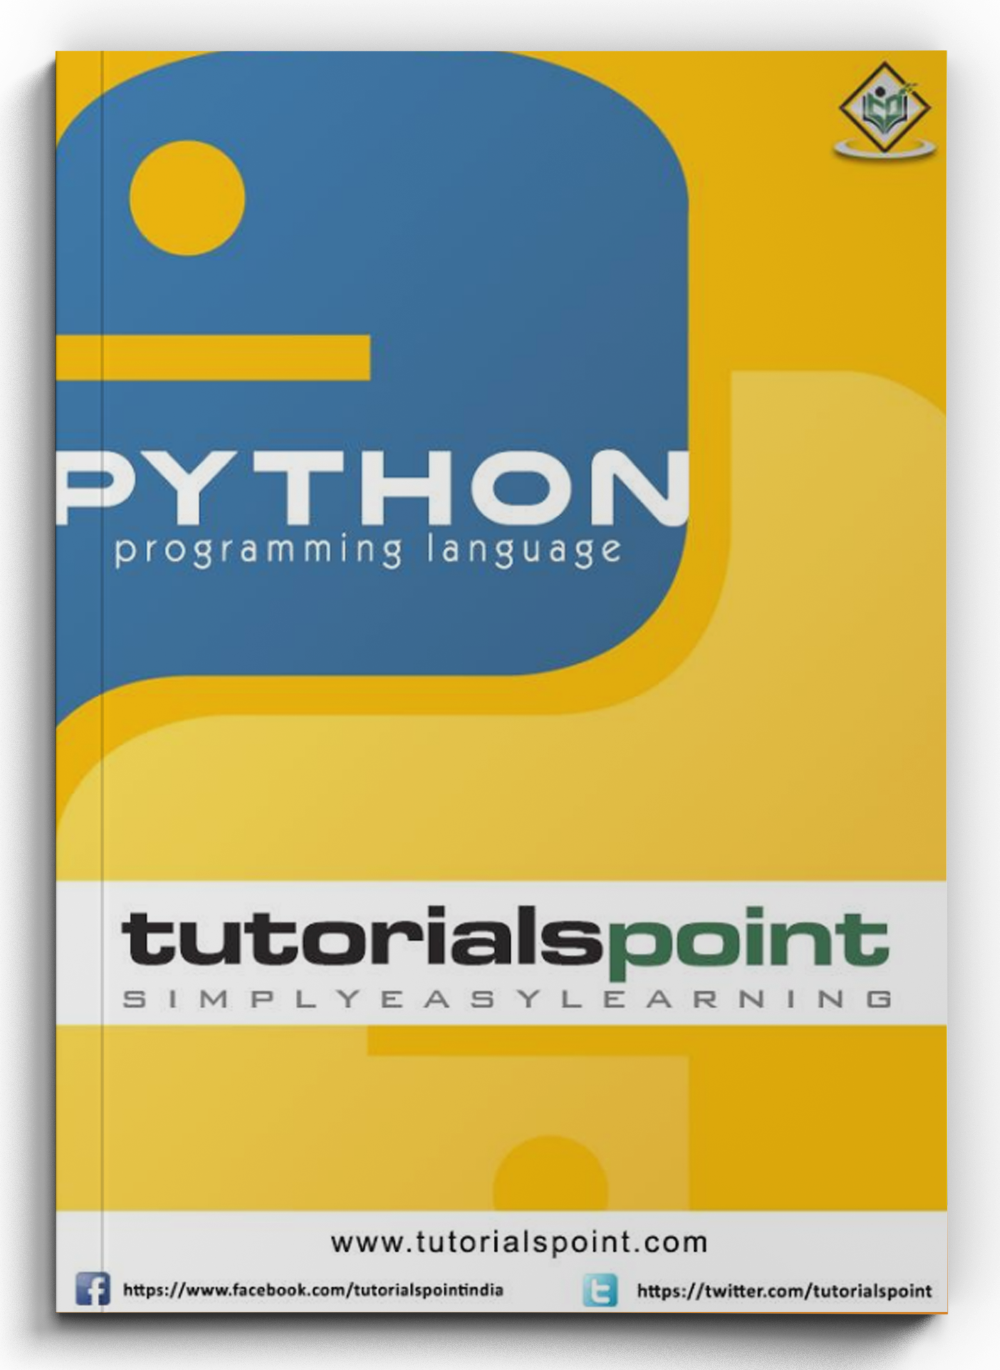 PYTHON
programming language
tutorialspoint
SIMPLYEASYLEARNING
www.tutorialspoint.com
https://www.facebook.com/tutorialspointindia
https://twitter.com/tutorialspoint